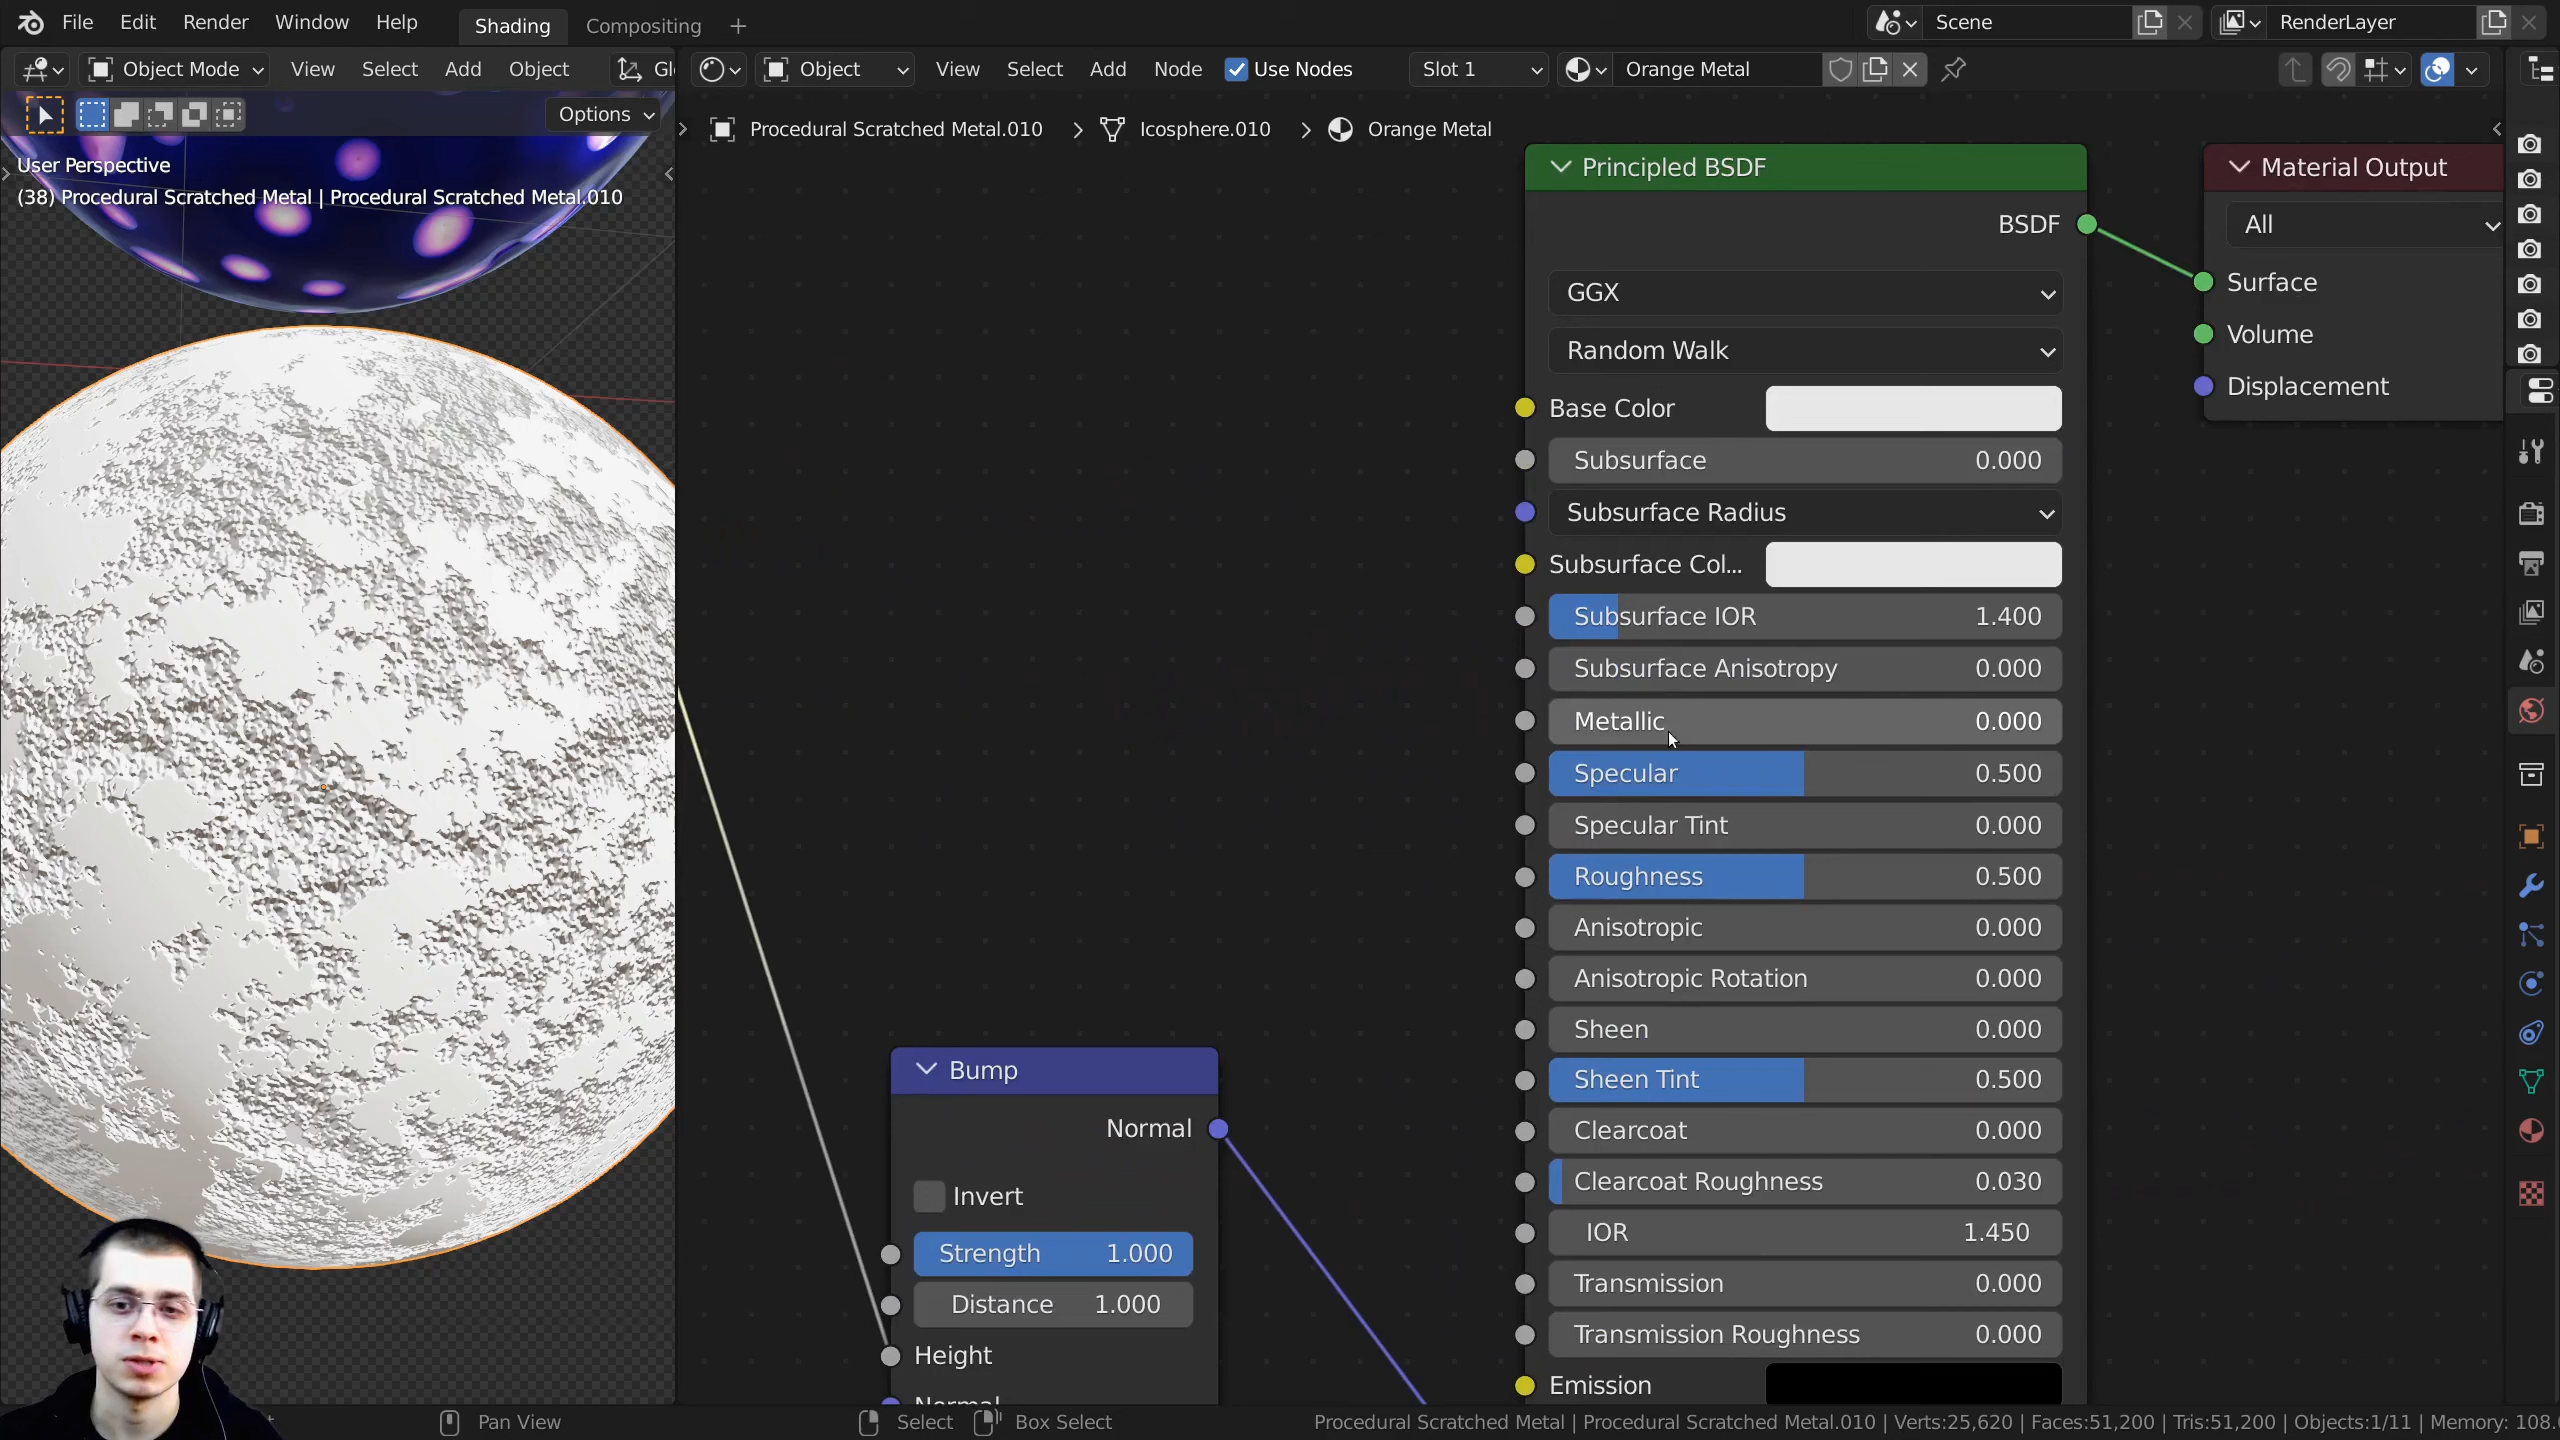 File Edit Render Window Help Shading Compositing + Scene RenderLayer
Object Mode View Select Add Object Gl Object View Select Add Node Use Nodes Slot 1 Orange Metal
Options
Procedural Scratched Metal.010 > Icosphere.010 > Orange Metal
User Perspective
(38) Procedural Scratched Metal | Procedural Scratched Metal.010
Principled BSDF
BSDF
GGX
Random Walk
Base Color
Subsurface 0.000
Subsurface Radius
Subsurface Col...
Subsurface IOR 1.400
Subsurface Anisotropy 0.000
Metallic 0.000
Specular 0.500
Specular Tint 0.000
Roughness 0.500
Anisotropic 0.000
Anisotropic Rotation 0.000
Sheen 0.000
Sheen Tint 0.500
Clearcoat 0.000
Clearcoat Roughness 0.030
IOR 1.450
Transmission 0.000
Transmission Roughness 0.000
Emission
Material Output
All
Surface
Volume
Displacement
Bump
Normal
Invert
Strength 1.000
Distance 1.000
Height
Normal
Pan View Select Box Select Procedural Scratched Metal | Procedural Scratched Metal.010 | Verts:25,620 | Faces:51,200 | Tris:51,200 | Objects:1/11 | Memory: 108.